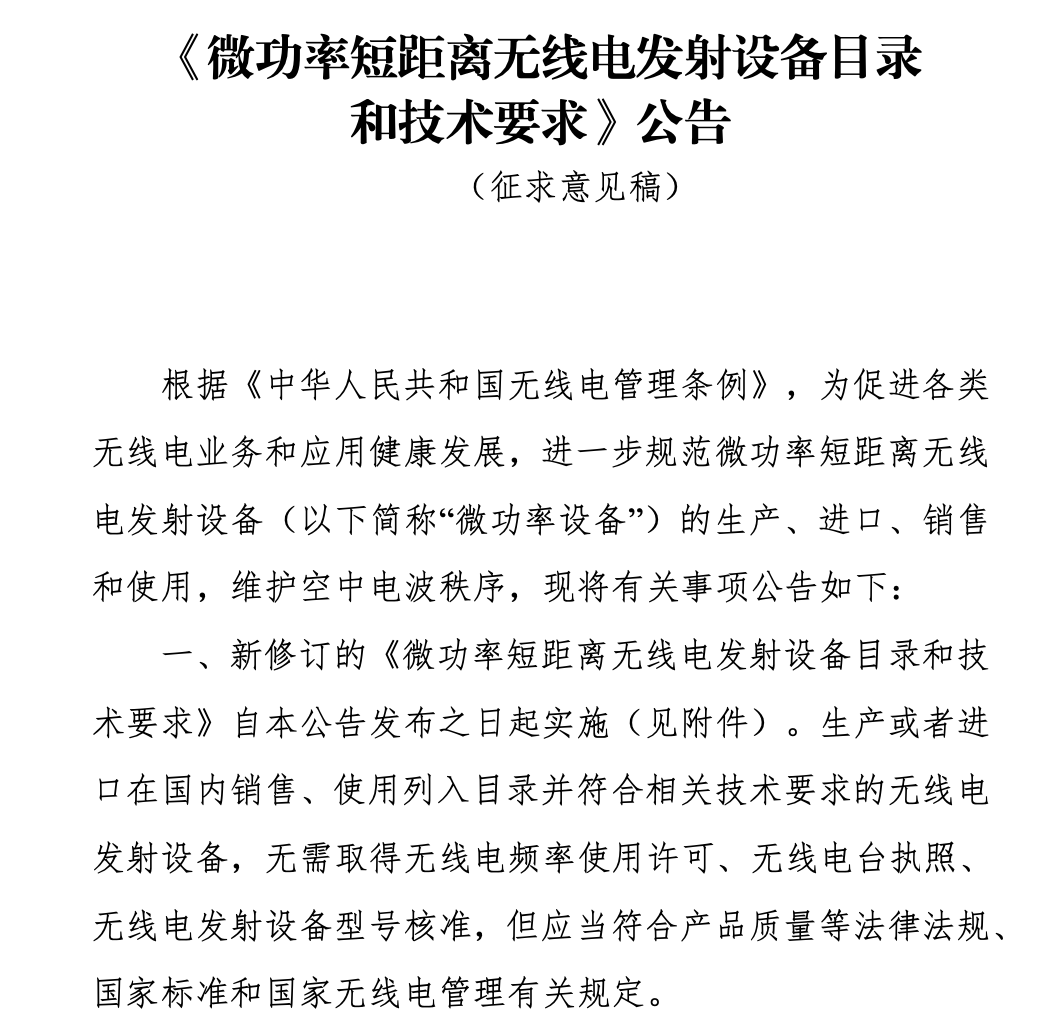 《微功率短距离无线电发射设备目录
和技术要求》公告
（征求意见稿）
根据《中华人民共和国无线电管理条例》，为促进各类
无线电业务和应用健康发展，进一步规范微功率短距离无线
电发射设备（以下简称“微功率设备”）的生产、进口、销售
和使用，维护空中电波秩序，现将有关事项公告如下：
一、新修订的《微功率短距离无线电发射设备目录和技
术要求》自本公告发布之日起实施（见附件）。生产或者进
口在国内销售、使用列入目录并符合相关技术要求的无线电
发射设备，无需取得无线电频率使用许可、无线电台执照、
无线电发射设备型号核准，但应当符合产品质量等法律法规、
国家标准和国家无线电管理有关规定。